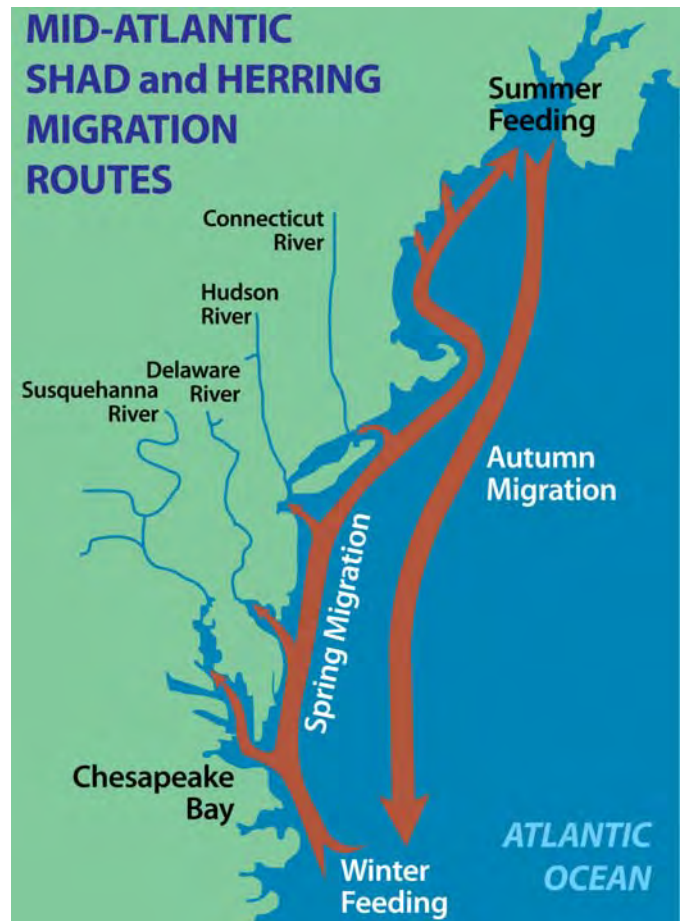 MID-ATLANTIC
SHAD and HERRING
MIGRATION
ROUTES
Summer
Feeding
Connecticut
River
Hudson
River
Delaware
River
Susquehanna
River
Autumn
Migration
Spring Migration
Chesapeake
Bay
ATLANTIC
OCEAN
Winter
Feeding